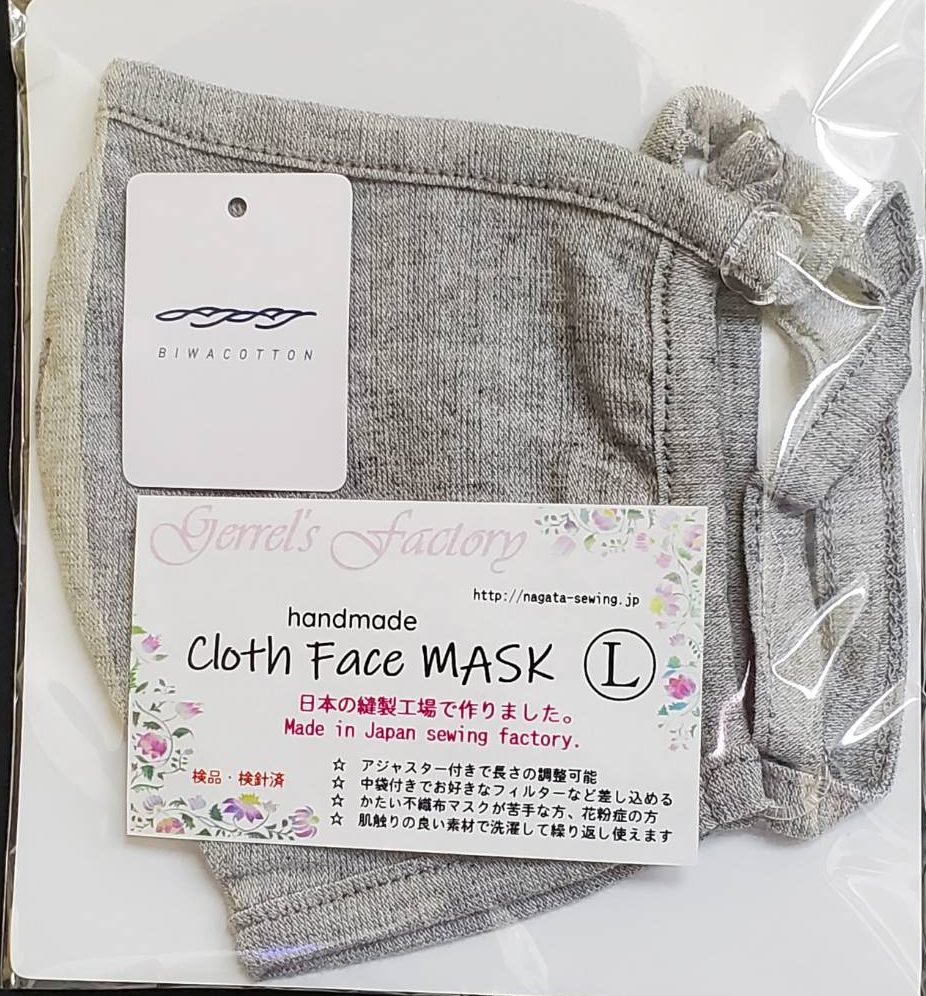 BIWACOTTON
Gerrel's Factory
http://nagata-sewing.jp
handmade
Cloth Face MASK Ⓛ
日本の縫製工場で作りました。
Made in Japan sewing factory.
検品・検針済
☆ アジャスター付きで長さの調整可能
☆ 中袋付きでお好きなフィルターなど差し込める
☆ かたい不織布マスクが苦手な方、花粉症の方
☆ 肌触りの良い素材で洗濯して繰り返し使えます